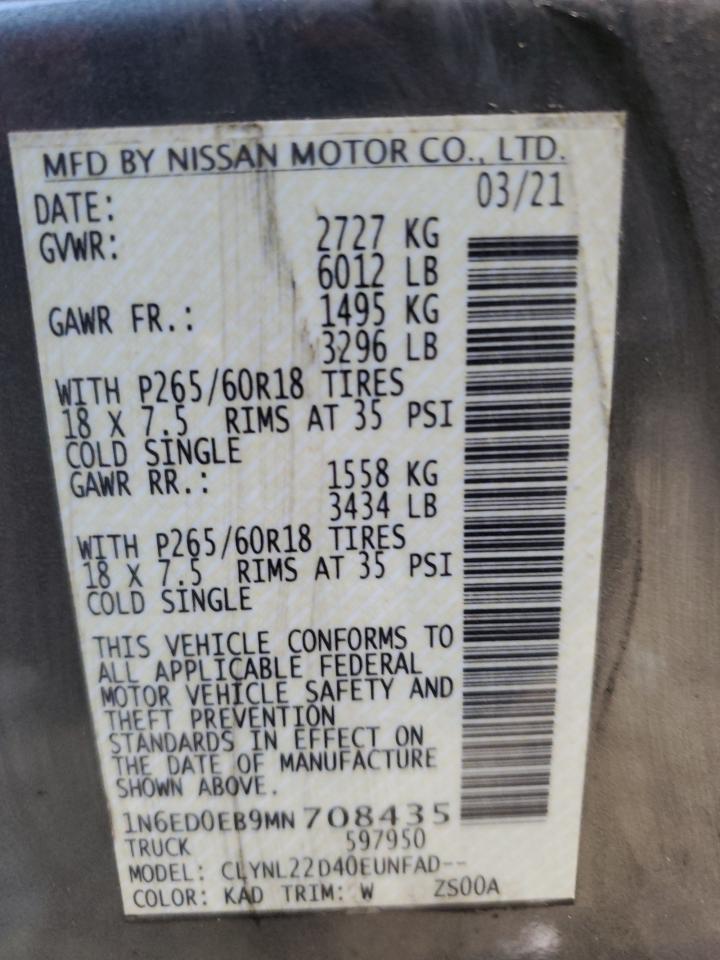 MFD BY NISSAN MOTOR CO., LTD.
DATE: 03/21
GVWR: 2727 KG
6012 LB
GAWR FR.: 1495 KG
3296 LB
WITH P265/60R18 TIRES
18 X 7.5 RIMS AT 35 PSI
COLD SINGLE
GAWR RR.: 1558 KG
3434 LB
WITH P265/60R18 TIRES
18 X 7.5 RIMS AT 35 PSI
COLD SINGLE
THIS VEHICLE CONFORMS TO
ALL APPLICABLE FEDERAL
MOTOR VEHICLE SAFETY AND
THEFT PREVENTION
STANDARDS IN EFFECT ON
THE DATE OF MANUFACTURE
SHOWN ABOVE.
1N6ED0EB9MN 708435
TRUCK 597950
MODEL: CLYNL22D40EUNFAD--
COLOR: KAD TRIM: W ZS00A